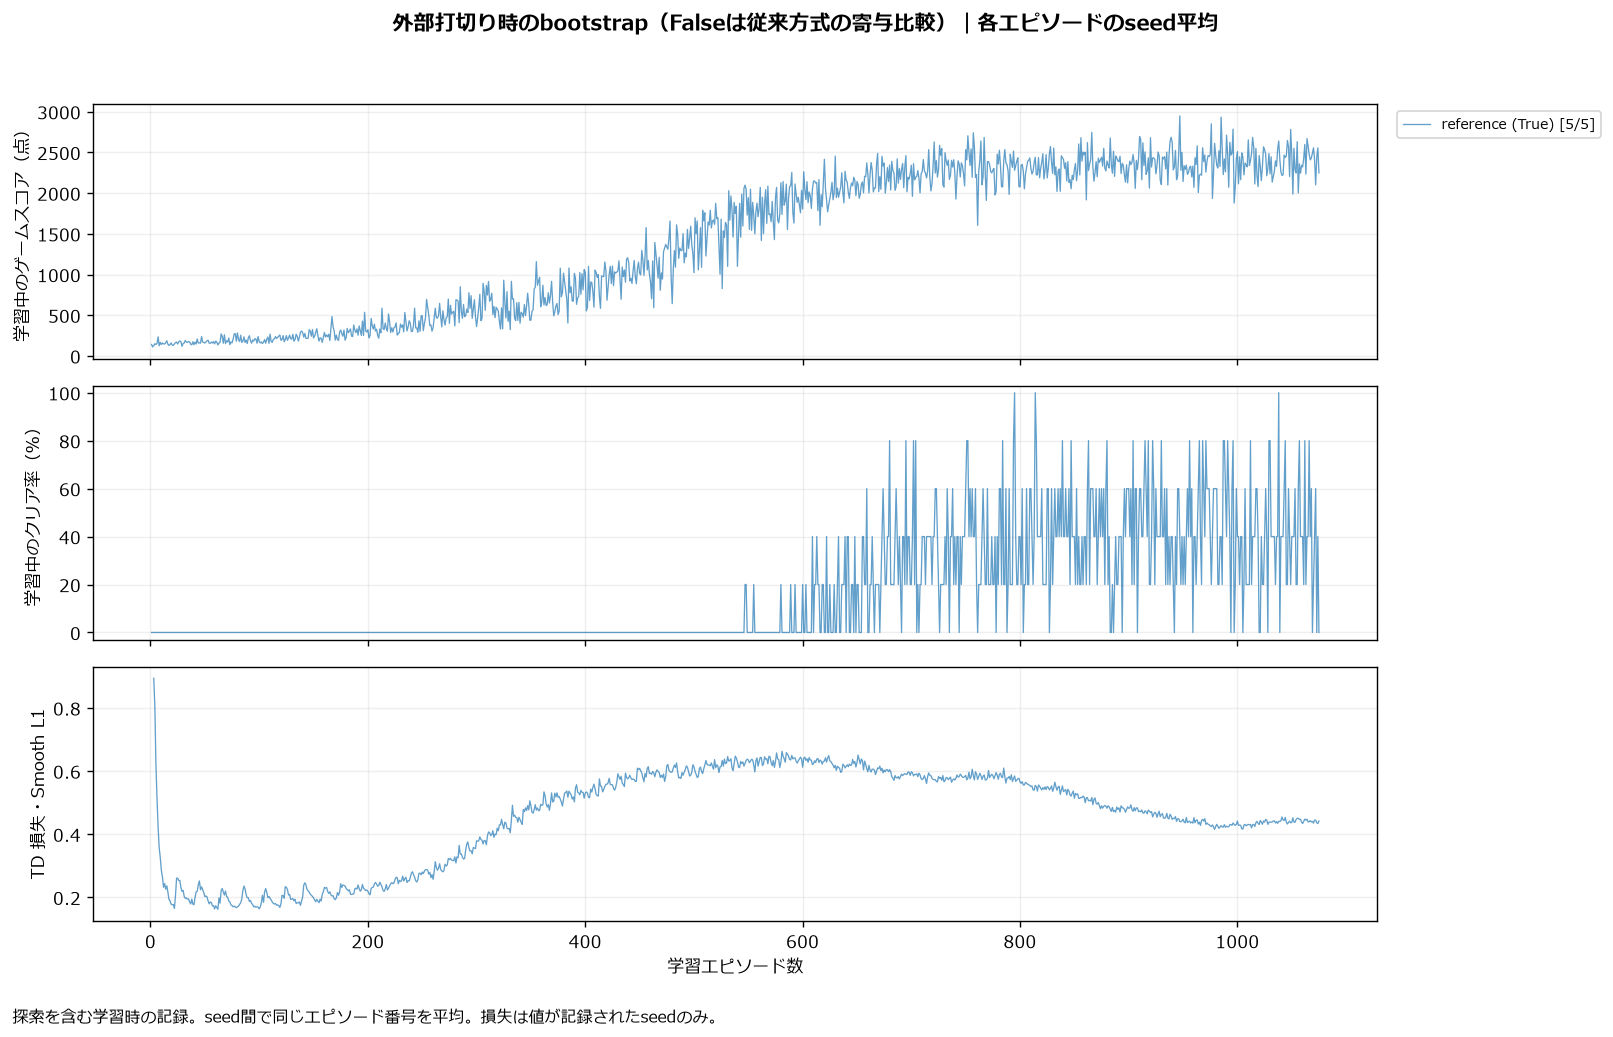 外部打切り時のbootstrap（Falseは従来方式の寄与比較）｜各エピソードのseed平均
reference (True) [5/5]
学習中のゲームスコア（点）
3000
2500
2000
1500
1000
500
0
学習中のクリア率（%）
100
80
60
40
20
0
TD 損失・Smooth L1
0.8
0.6
0.4
0.2
0 200 400 600 800 1000
学習エピソード数
探索を含む学習時の記録。seed間で同じエピソード番号を平均。損失は値が記録されたseedのみ。